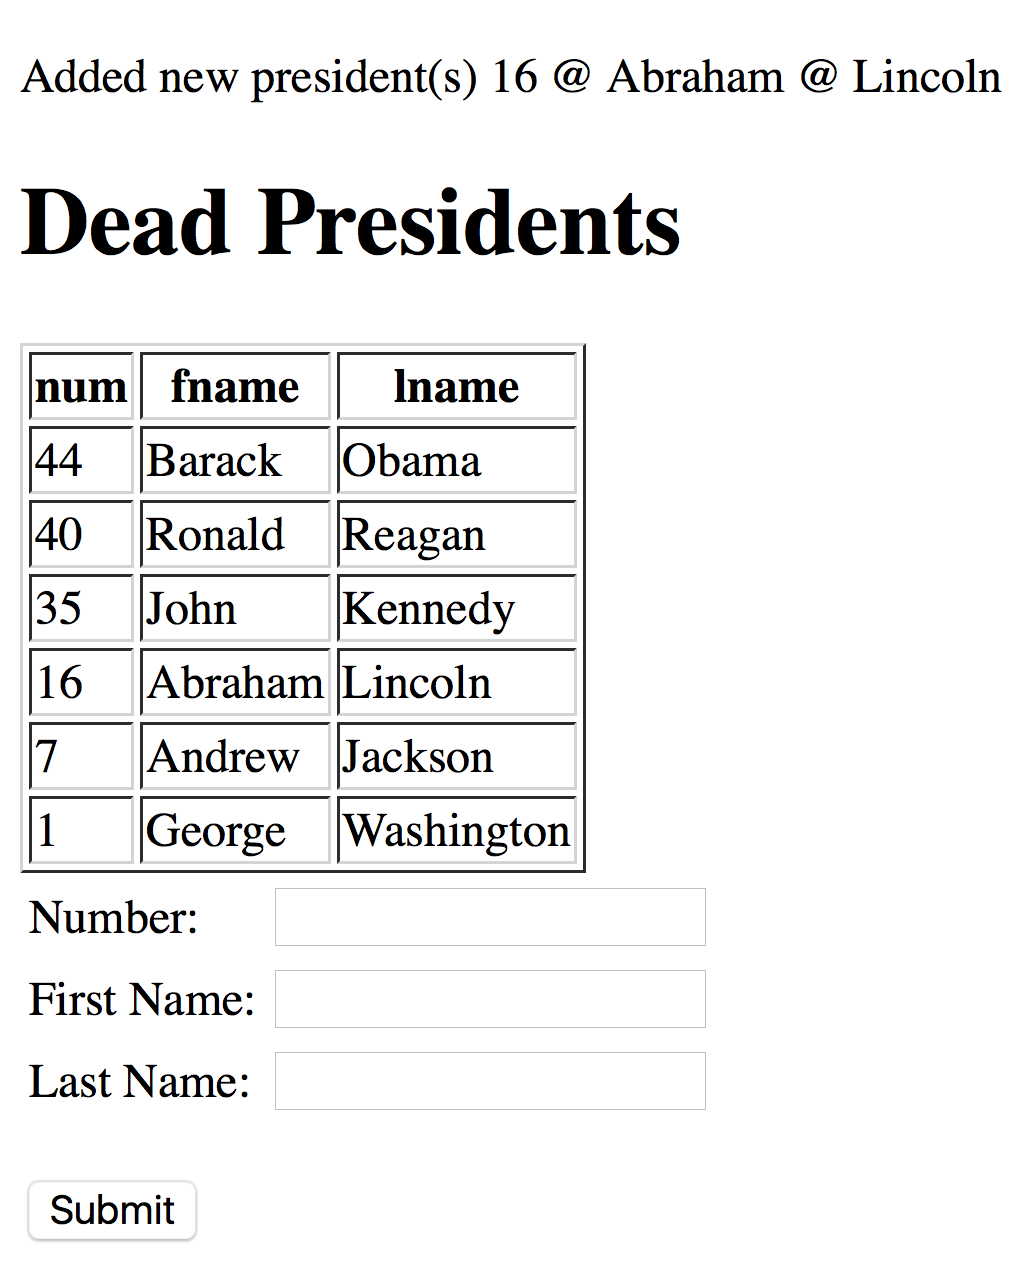 Added new president(s) 16 @ Abraham @ Lincoln
Dead Presidents
num fname lname
44 Barack Obama
40 Ronald Reagan
35 John Kennedy
16 Abraham Lincoln
7 Andrew Jackson
1 George Washington
Number:
First Name:
Last Name:
Submit